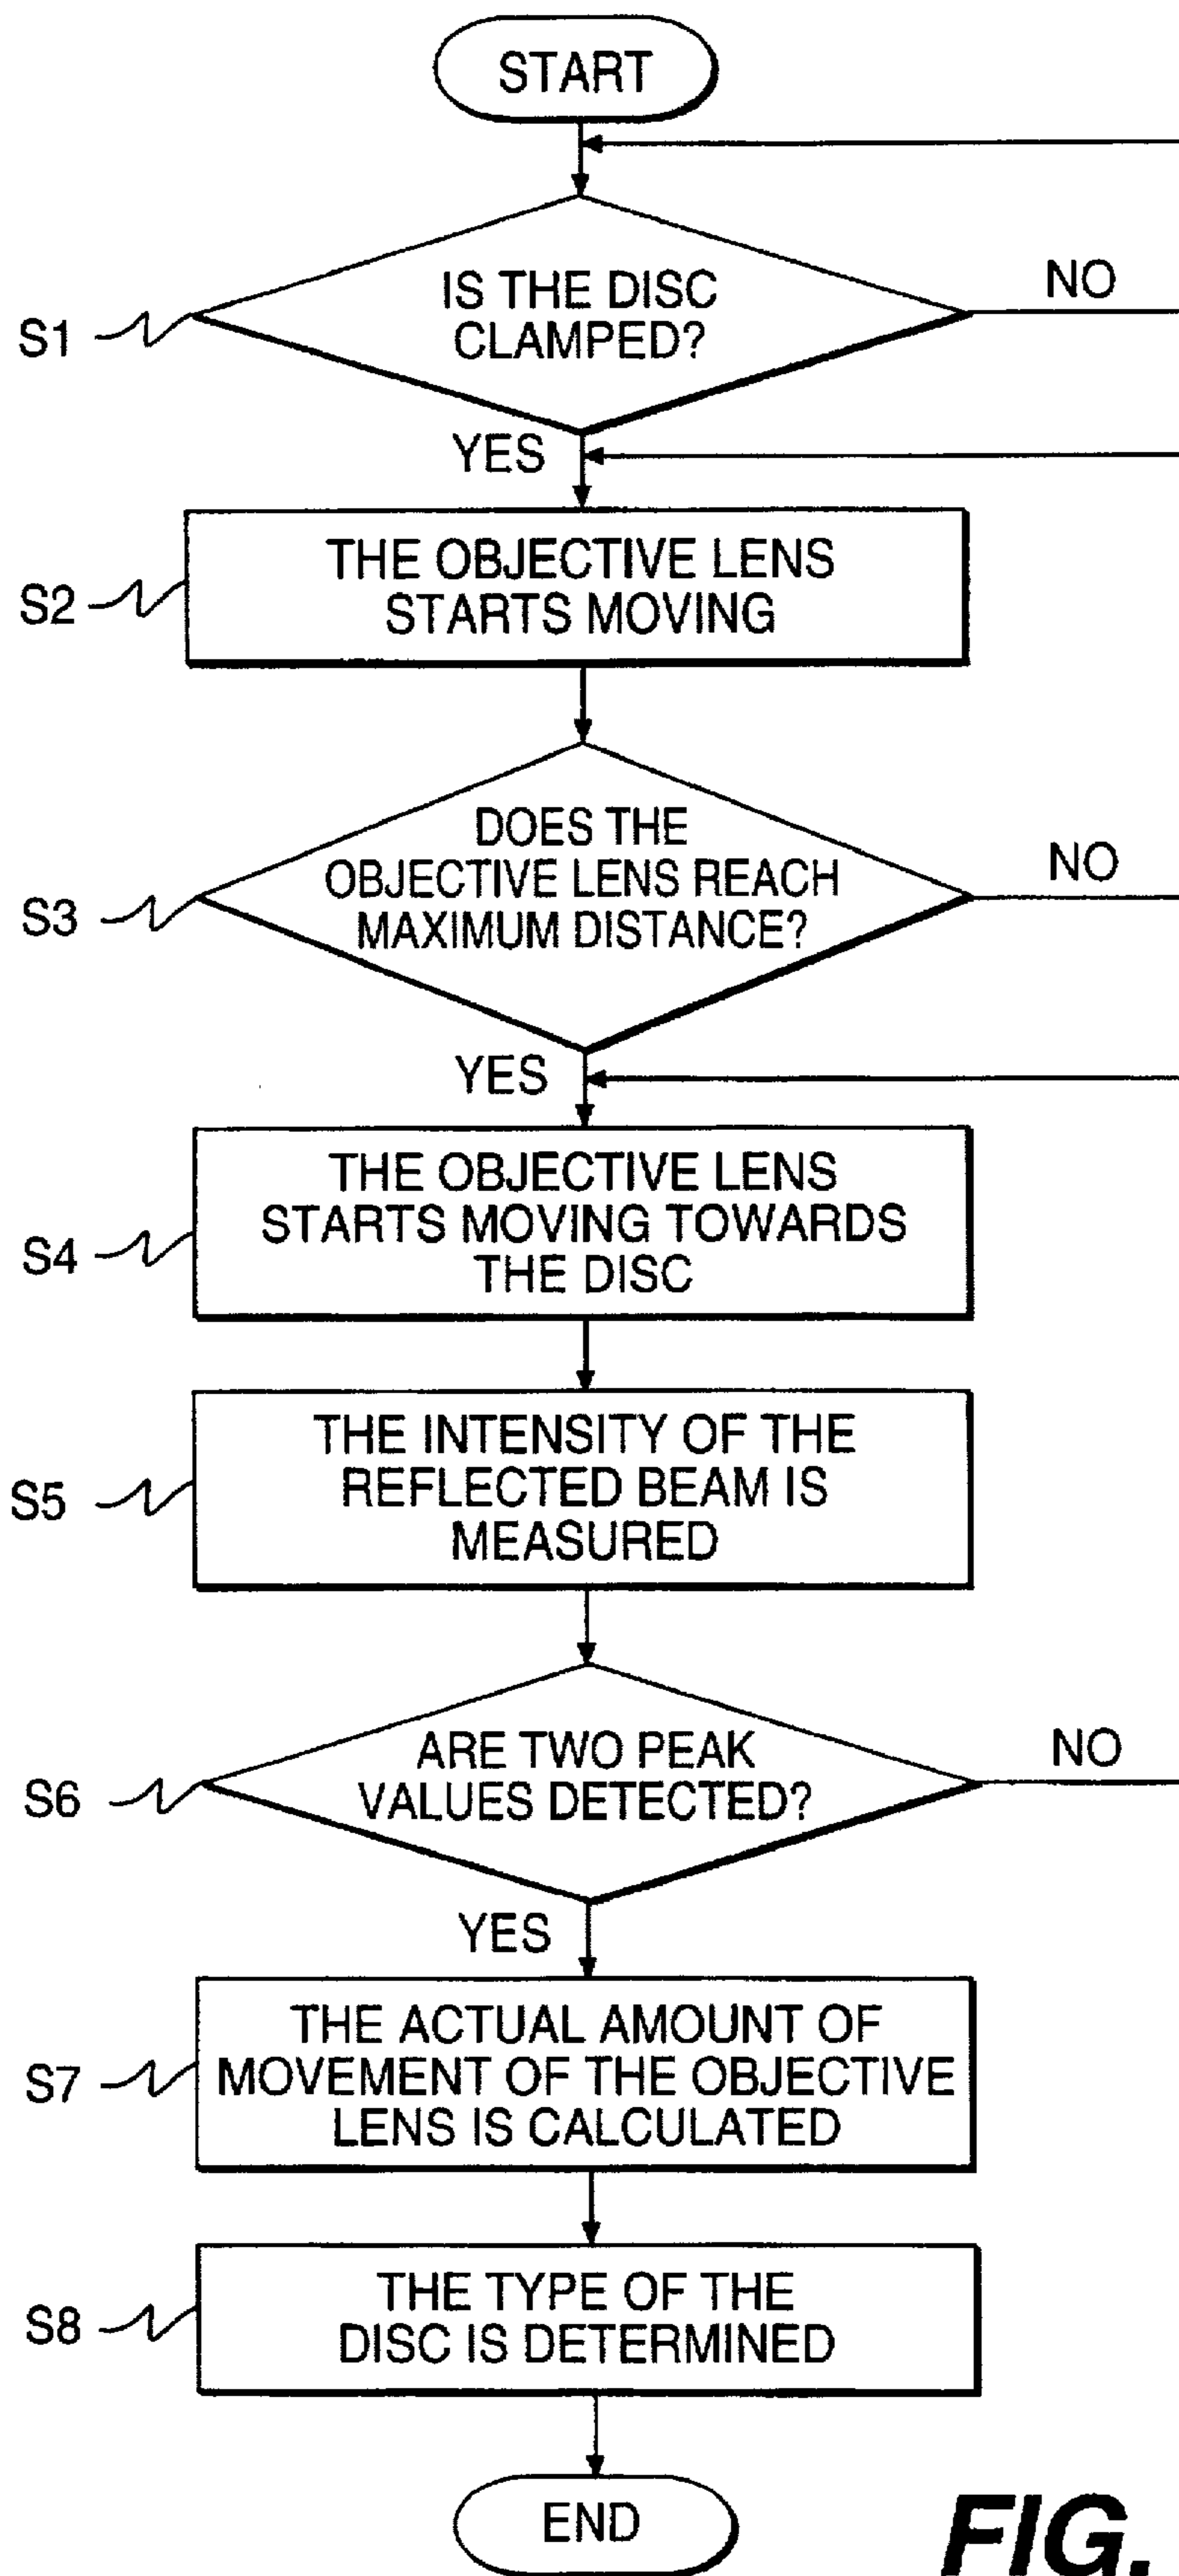 START
IS THE DISC
CLAMPED?
NO
S1
YES
THE OBJECTIVE LENS
STARTS MOVING
S2
DOES THE
OBJECTIVE LENS REACH
MAXIMUM DISTANCE?
NO
S3
YES
THE OBJECTIVE LENS
STARTS MOVING TOWARDS
THE DISC
S4
THE INTENSITY OF THE
REFLECTED BEAM IS
MEASURED
S5
ARE TWO PEAK
VALUES DETECTED?
NO
S6
YES
THE ACTUAL AMOUNT OF
MOVEMENT OF THE OBJECTIVE
LENS IS CALCULATED
S7
THE TYPE OF THE
DISC IS DETERMINED
S8
END
FIG.